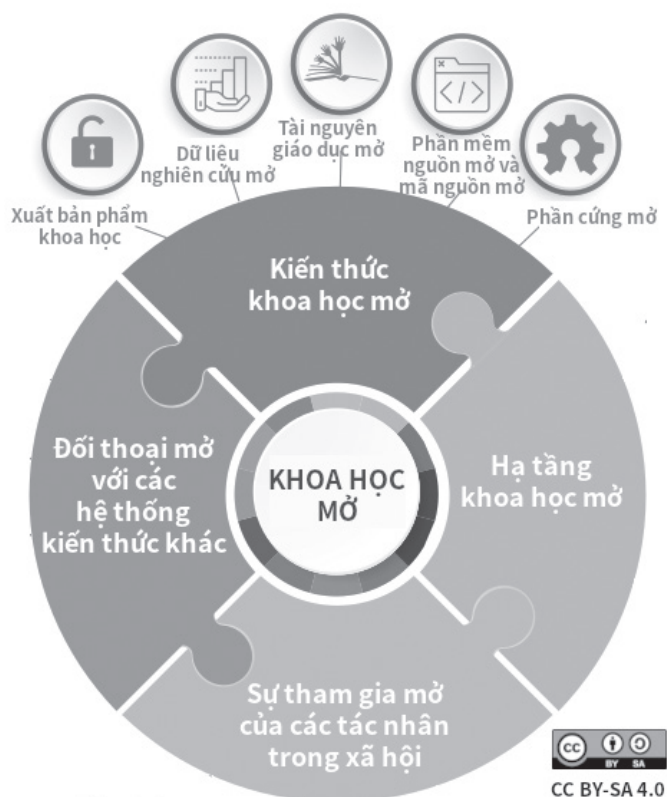 Xuất bản phẩm
khoa học
Dữ liệu
nghiên cứu mở
Tài nguyên
giáo dục mở
</>
Phần mềm
nguồn mở và
mã nguồn mở
Phần cứng mở
Kiến thức
khoa học mở
Đối thoại mở
với các
hệ thống
kiến thức khác
KHOA HỌC
MỞ
Hạ tầng
khoa học mở
Sự tham gia mở
của các tác nhân
trong xã hội
cc
BY SA
CC BY-SA 4.0